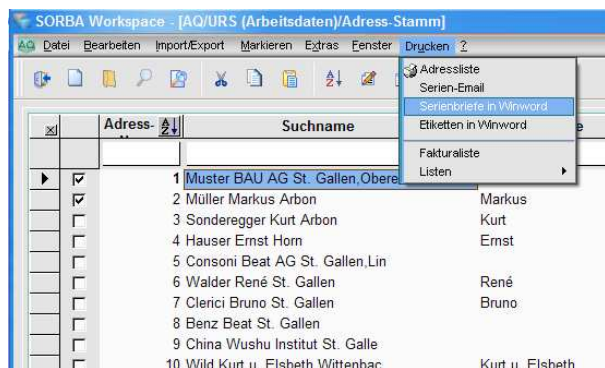 SORBA Workspace - [AQ/URS (Arbeitsdaten)/Adress-Stamm]
AQ Datei Bearbeiten Import/Export Markieren Extras Fenster Drucken ?
Adressliste
Serien-Email
Serienbriefe in Winword
Etiketten in Winword
Fakturaliste
Listen
Adress- Suchname
1 Muster BAU AG St. Gallen,Obere
2 Müller Markus Arbon Markus
3 Sonderegger Kurt Arbon Kurt
4 Hauser Ernst Horn Ernst
5 Consoni Beat AG St. Gallen,Lin
6 Walder René St. Gallen René
7 Clerici Bruno St. Gallen Bruno
8 Benz Beat St. Gallen
9 China Wushu Institut St. Galle
10 Wild Kurt u. Elsbeth Wittenbac Kurt u. Elsbeth